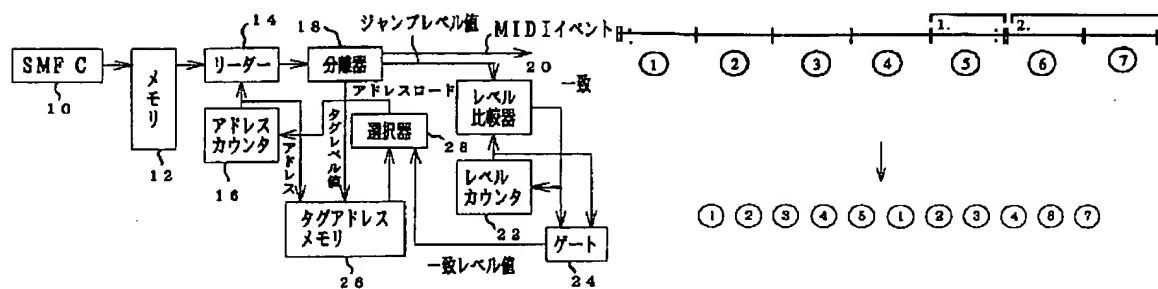 14
18
ジャンプレベル値
MIDIイベント
20
SMF C
10
メモリ
12
リーダー
分離器
アドレスロード
一致
レベル
比較器
アドレス
カウンタ
16
アドレス
タグレベル値
選択器
28
レベル
カウンタ
22
タグアドレス
メモリ
26
一致レベル値
ゲート
24
1.
2.
① ② ③ ④ ⑤ ⑥ ⑦
① ② ③ ④ ⑤ ① ② ③ ④ ⑥ ⑦